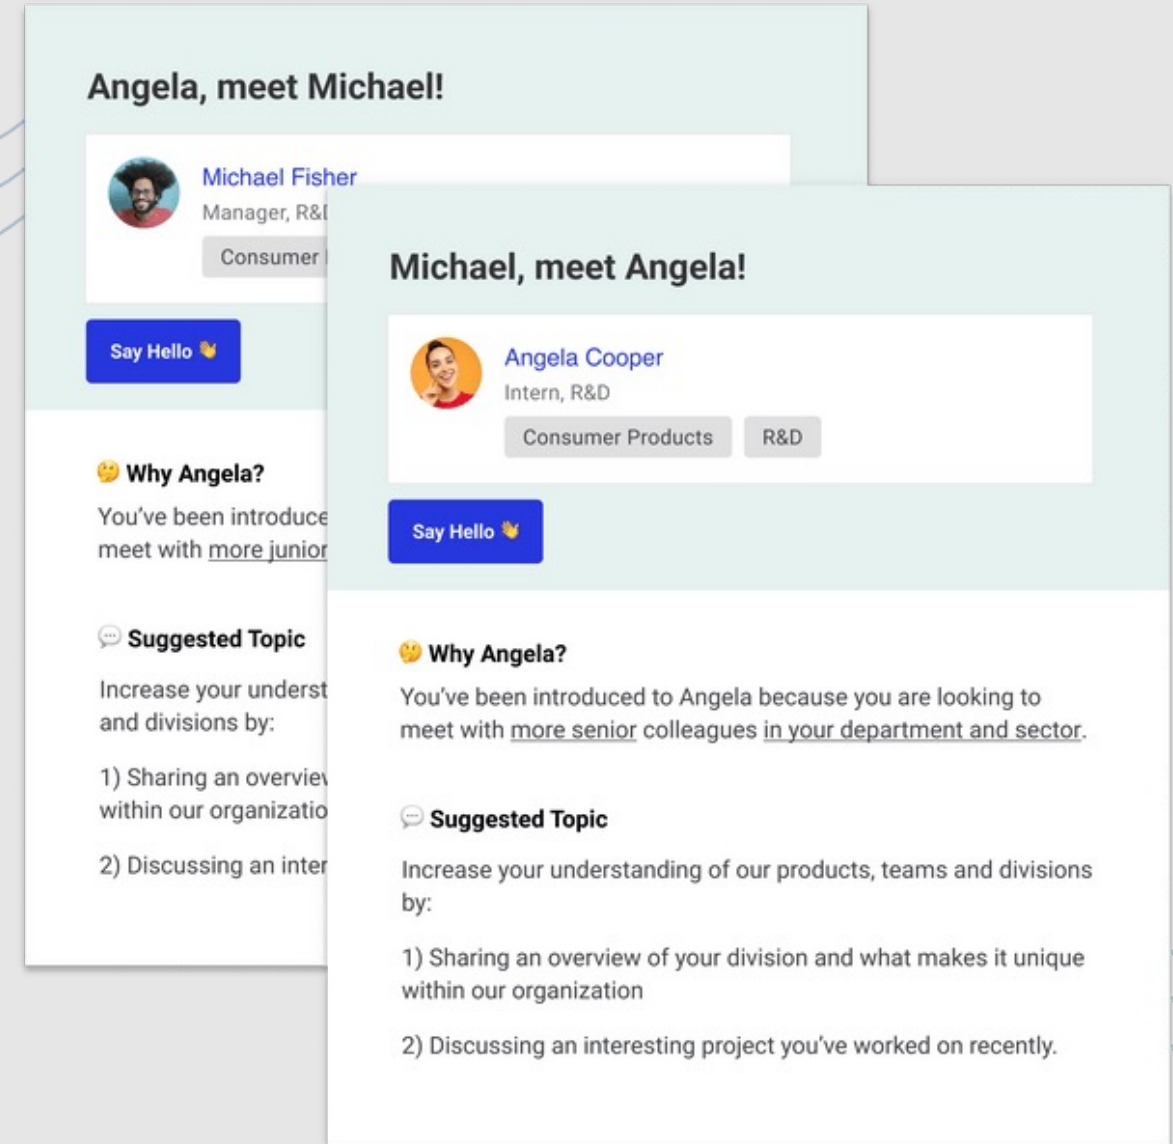 Angela, meet Michael!
Michael Fisher
Manager, R&D
Consumer
Say Hello 👋
🤔 Why Angela?
You've been introduce
meet with more junior
💬 Suggested Topic
Increase your underst
and divisions by:
1) Sharing an overview
within our organizatio
2) Discussing an inter
Michael, meet Angela!
Angela Cooper
Intern, R&D
Consumer Products
R&D
Say Hello 👋
🤔 Why Angela?
You've been introduced to Angela because you are looking to
meet with more senior colleagues in your department and sector.
💬 Suggested Topic
Increase your understanding of our products, teams and divisions
by:
1) Sharing an overview of your division and what makes it unique
within our organization
2) Discussing an interesting project you've worked on recently.